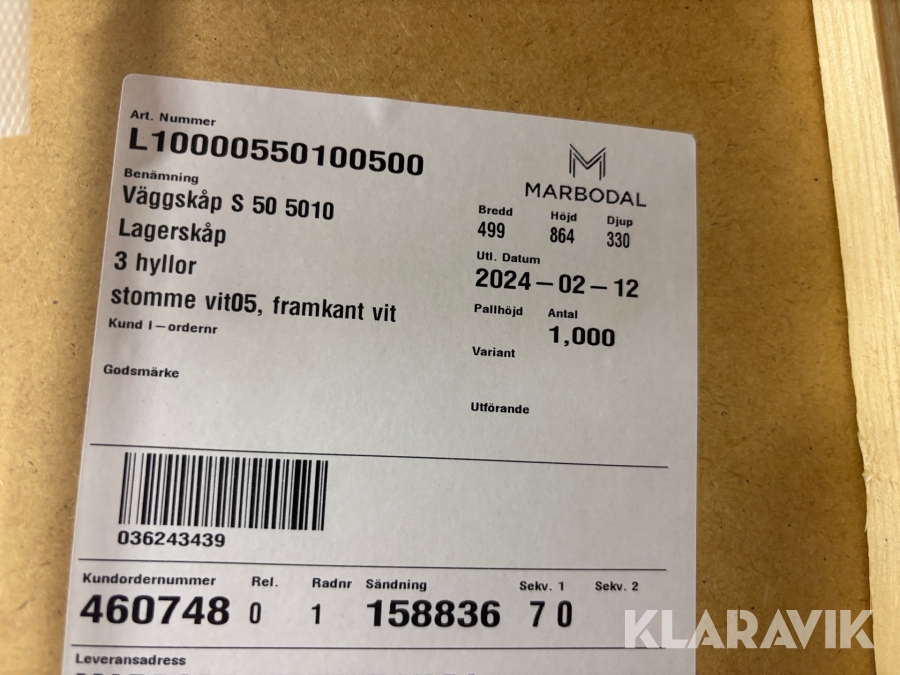 Art. Nummer
L10000550100500
MARBODAL
Benämning
Väggskåp S 50 5010
Lagerskåp
3 hyllor
stomme vit05, framkant vit
Bredd Höjd Djup
499 864 330
Utl. Datum
2024-02-12
Pallhöjd Antal
1,000
Variant
Kund i-ordernr
Godsmärke
Utförande
036243439
Kundordernummer Rel. Radnr Sändning Sekv. 1 Sekv. 2
460748 0 1 158836 7 0
Leveransadress
KLARAVIK